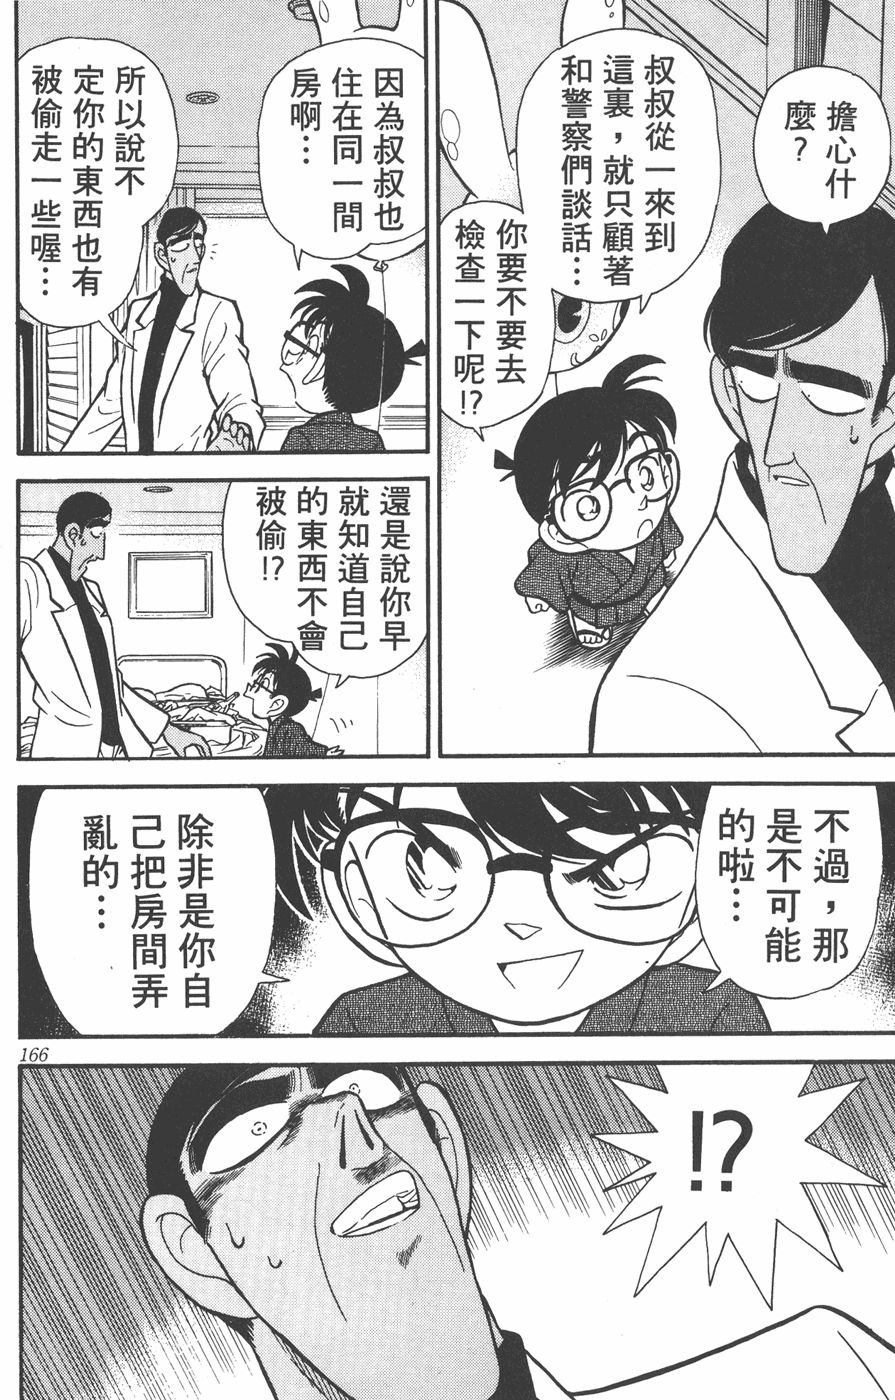 擔心什
麼?
叔叔從一來到
這裏，就只顧著
和警察們談話…
你要不要去
檢查一下呢!?
因為叔叔也
住在同一間
房啊…
所以說不
定你的東西也有
被偷走一些喔…
還是說你早
就知道自己
的東西不會
被偷!?
不過，那
是不可能
的啦…
除非是你自
己把房間弄
亂的…
166
!?